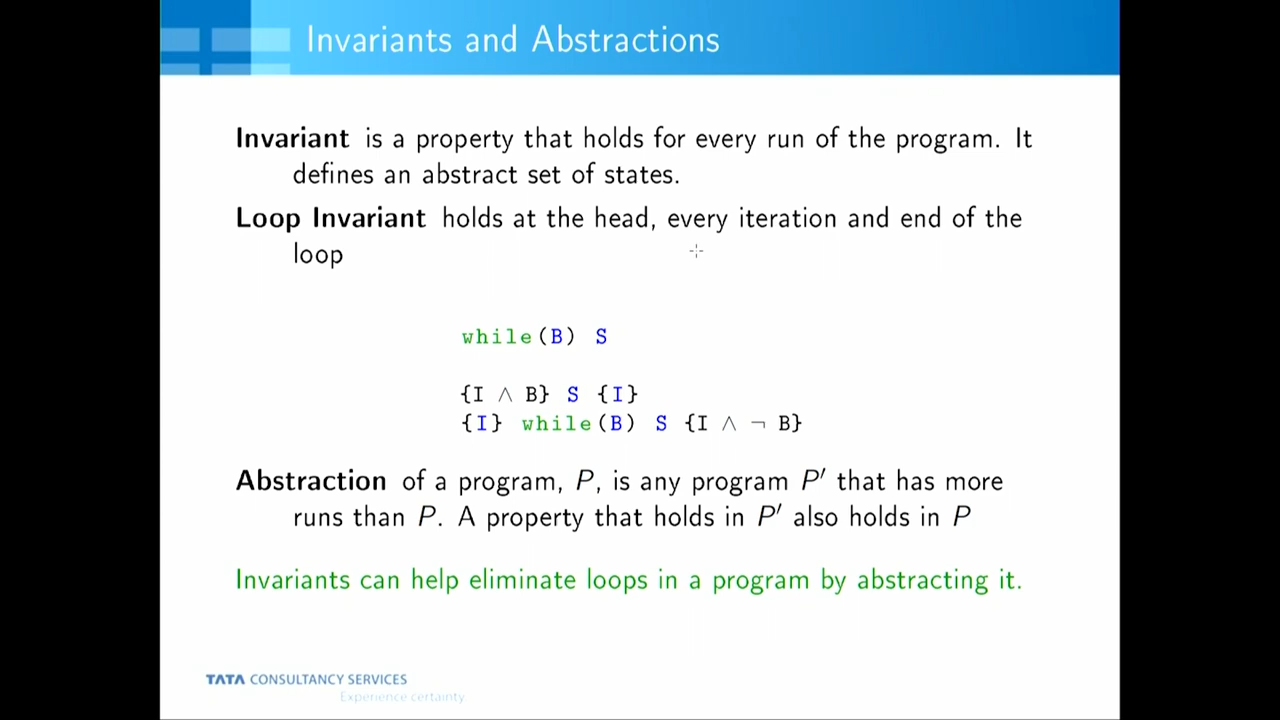 Invariants and Abstractions
Invariant is a property that holds for every run of the program. It
defines an abstract set of states.
Loop Invariant holds at the head, every iteration and end of the
loop
while(B) S
{I ∧ B} S {I}
{I} while(B) S {I ∧ ¬ B}
Abstraction of a program, P, is any program P′ that has more
runs than P. A property that holds in P′ also holds in P
Invariants can help eliminate loops in a program by abstracting it.
TATA CONSULTANCY SERVICES
Experience certainty.